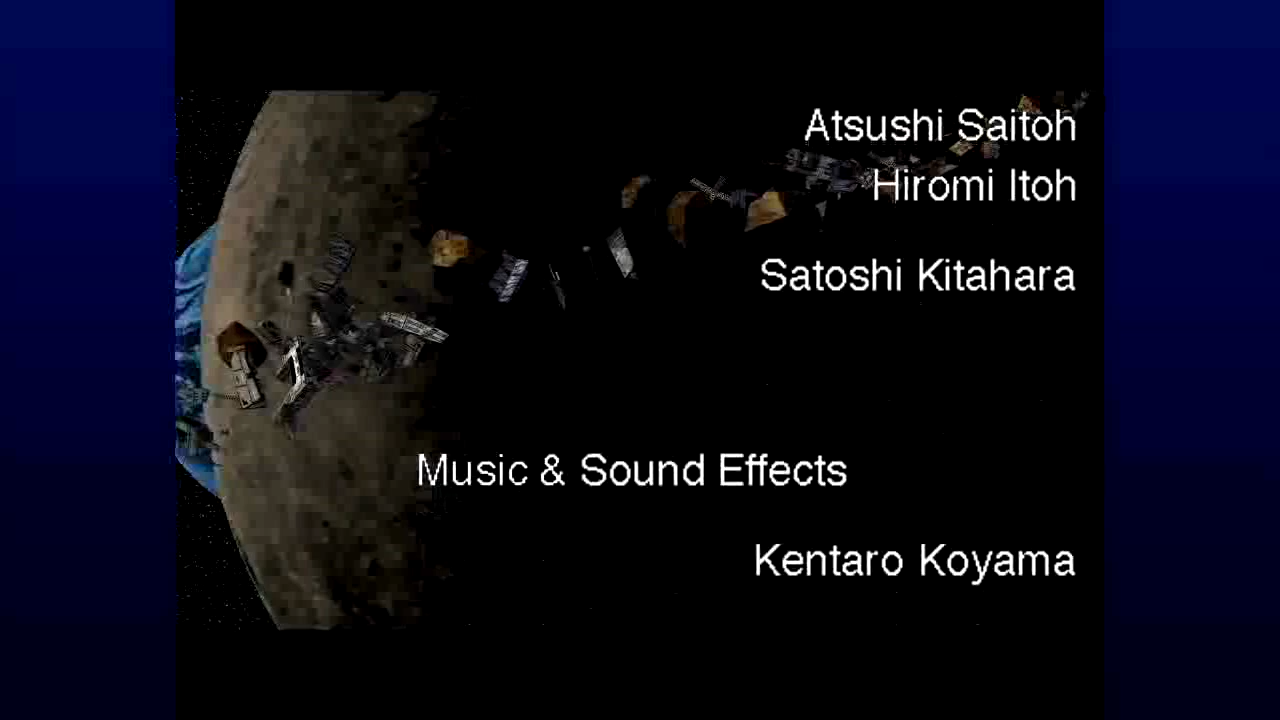 Atsushi Saitoh
Hiromi Itoh
Satoshi Kitahara
Music & Sound Effects
Kentaro Koyama